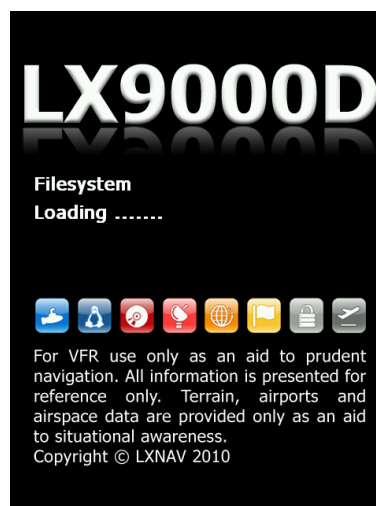 LX9000D
Filesystem
Loading .......
For VFR use only as an aid to prudent
navigation. All information is presented for
reference only. Terrain, airports and
airspace data are provided only as an aid
to situational awareness.
Copyright © LXNAV 2010